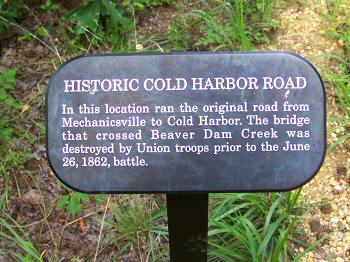 HISTORIC COLD HARBOR ROAD
In this location ran the original road from
Mechanicsville to Cold Harbor. The bridge
that crossed Beaver Dam Creek was
destroyed by Union troops prior to the June
26, 1862, battle.